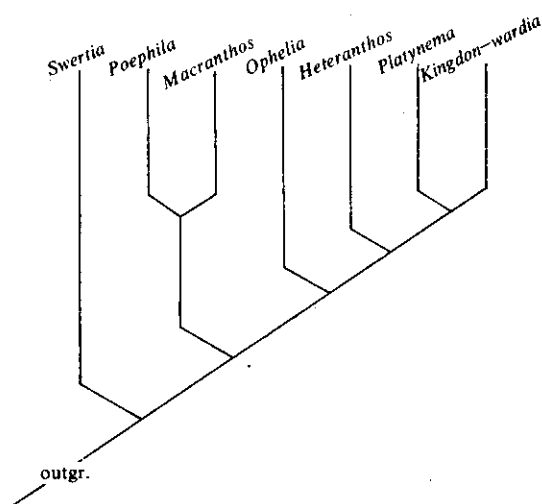 Swertia
Poephila
Macranthos
Ophelia
Heteranthos
Platynema
Kingdon-wardia
outgr.